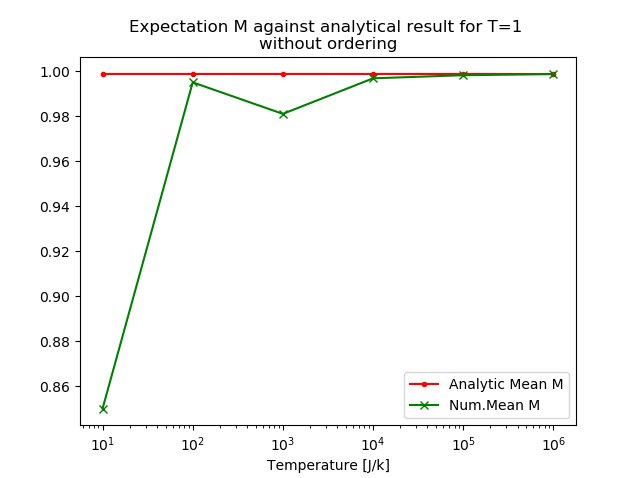 Expectation M against analytical result for T=1
without ordering
1.00
0.98
0.96
0.94
0.92
0.90
0.88
0.86
Analytic Mean M
Num.Mean M
10¹ 10² 10³ 10⁴ 10⁵ 10⁶
Temperature [J/k]